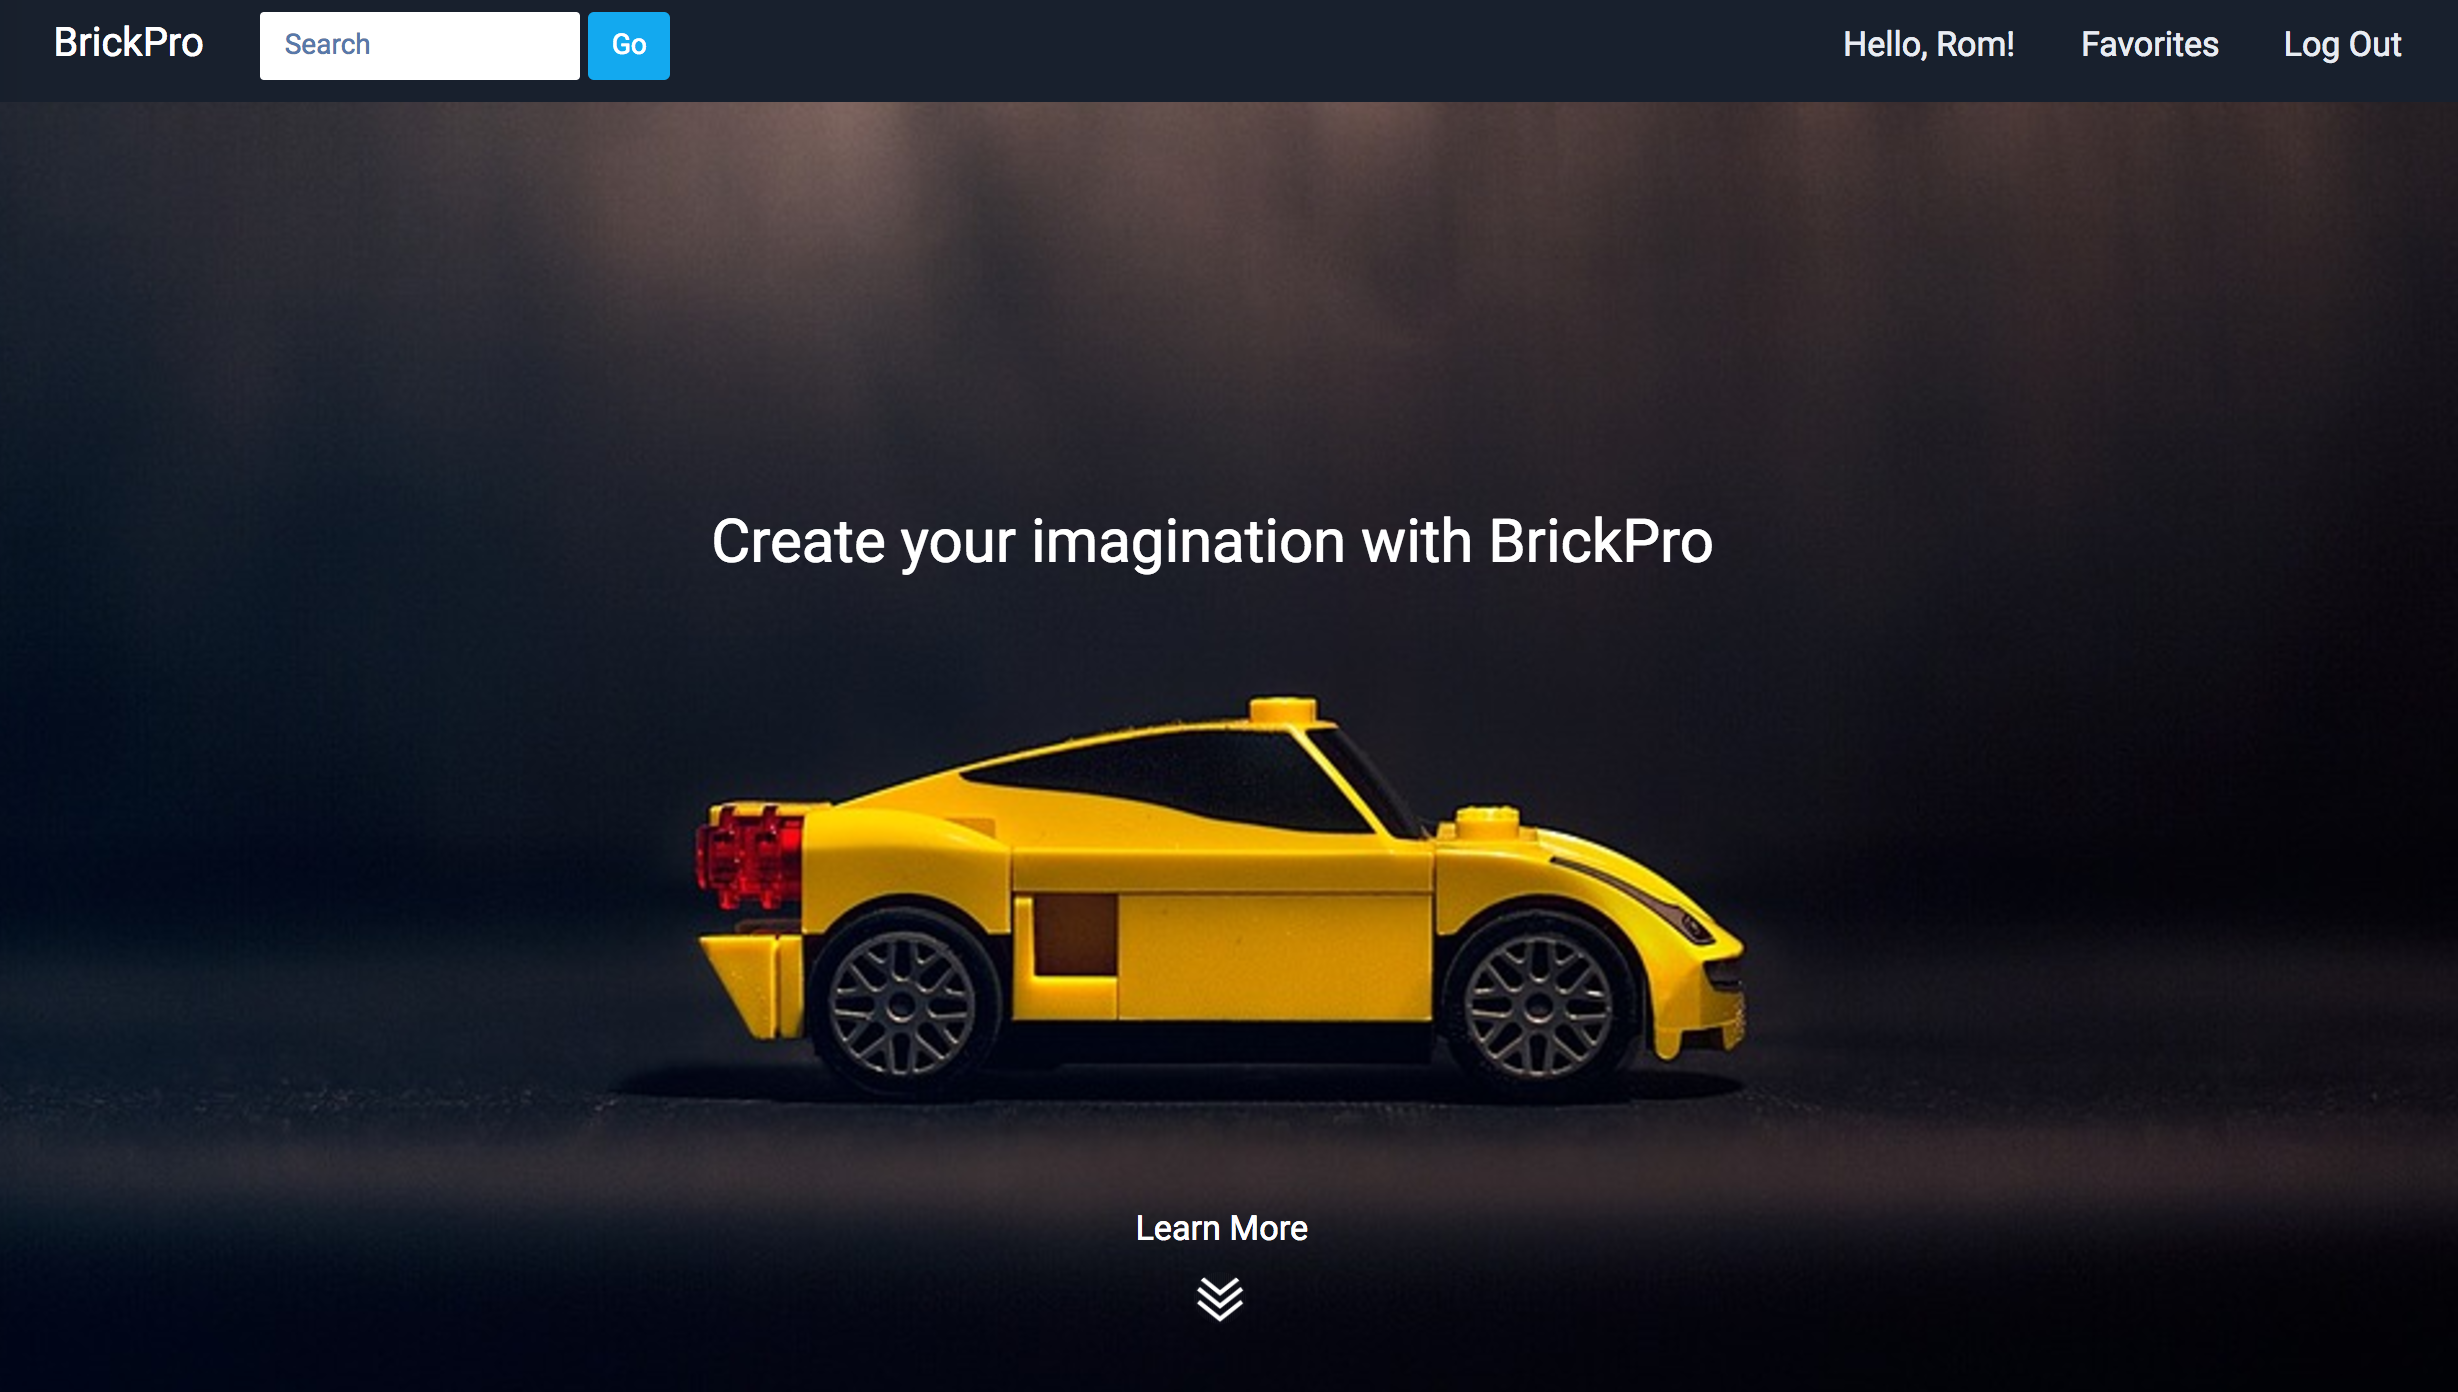 BrickPro
Search
Go
Hello, Rom!
Favorites
Log Out
Create your imagination with BrickPro
Learn More